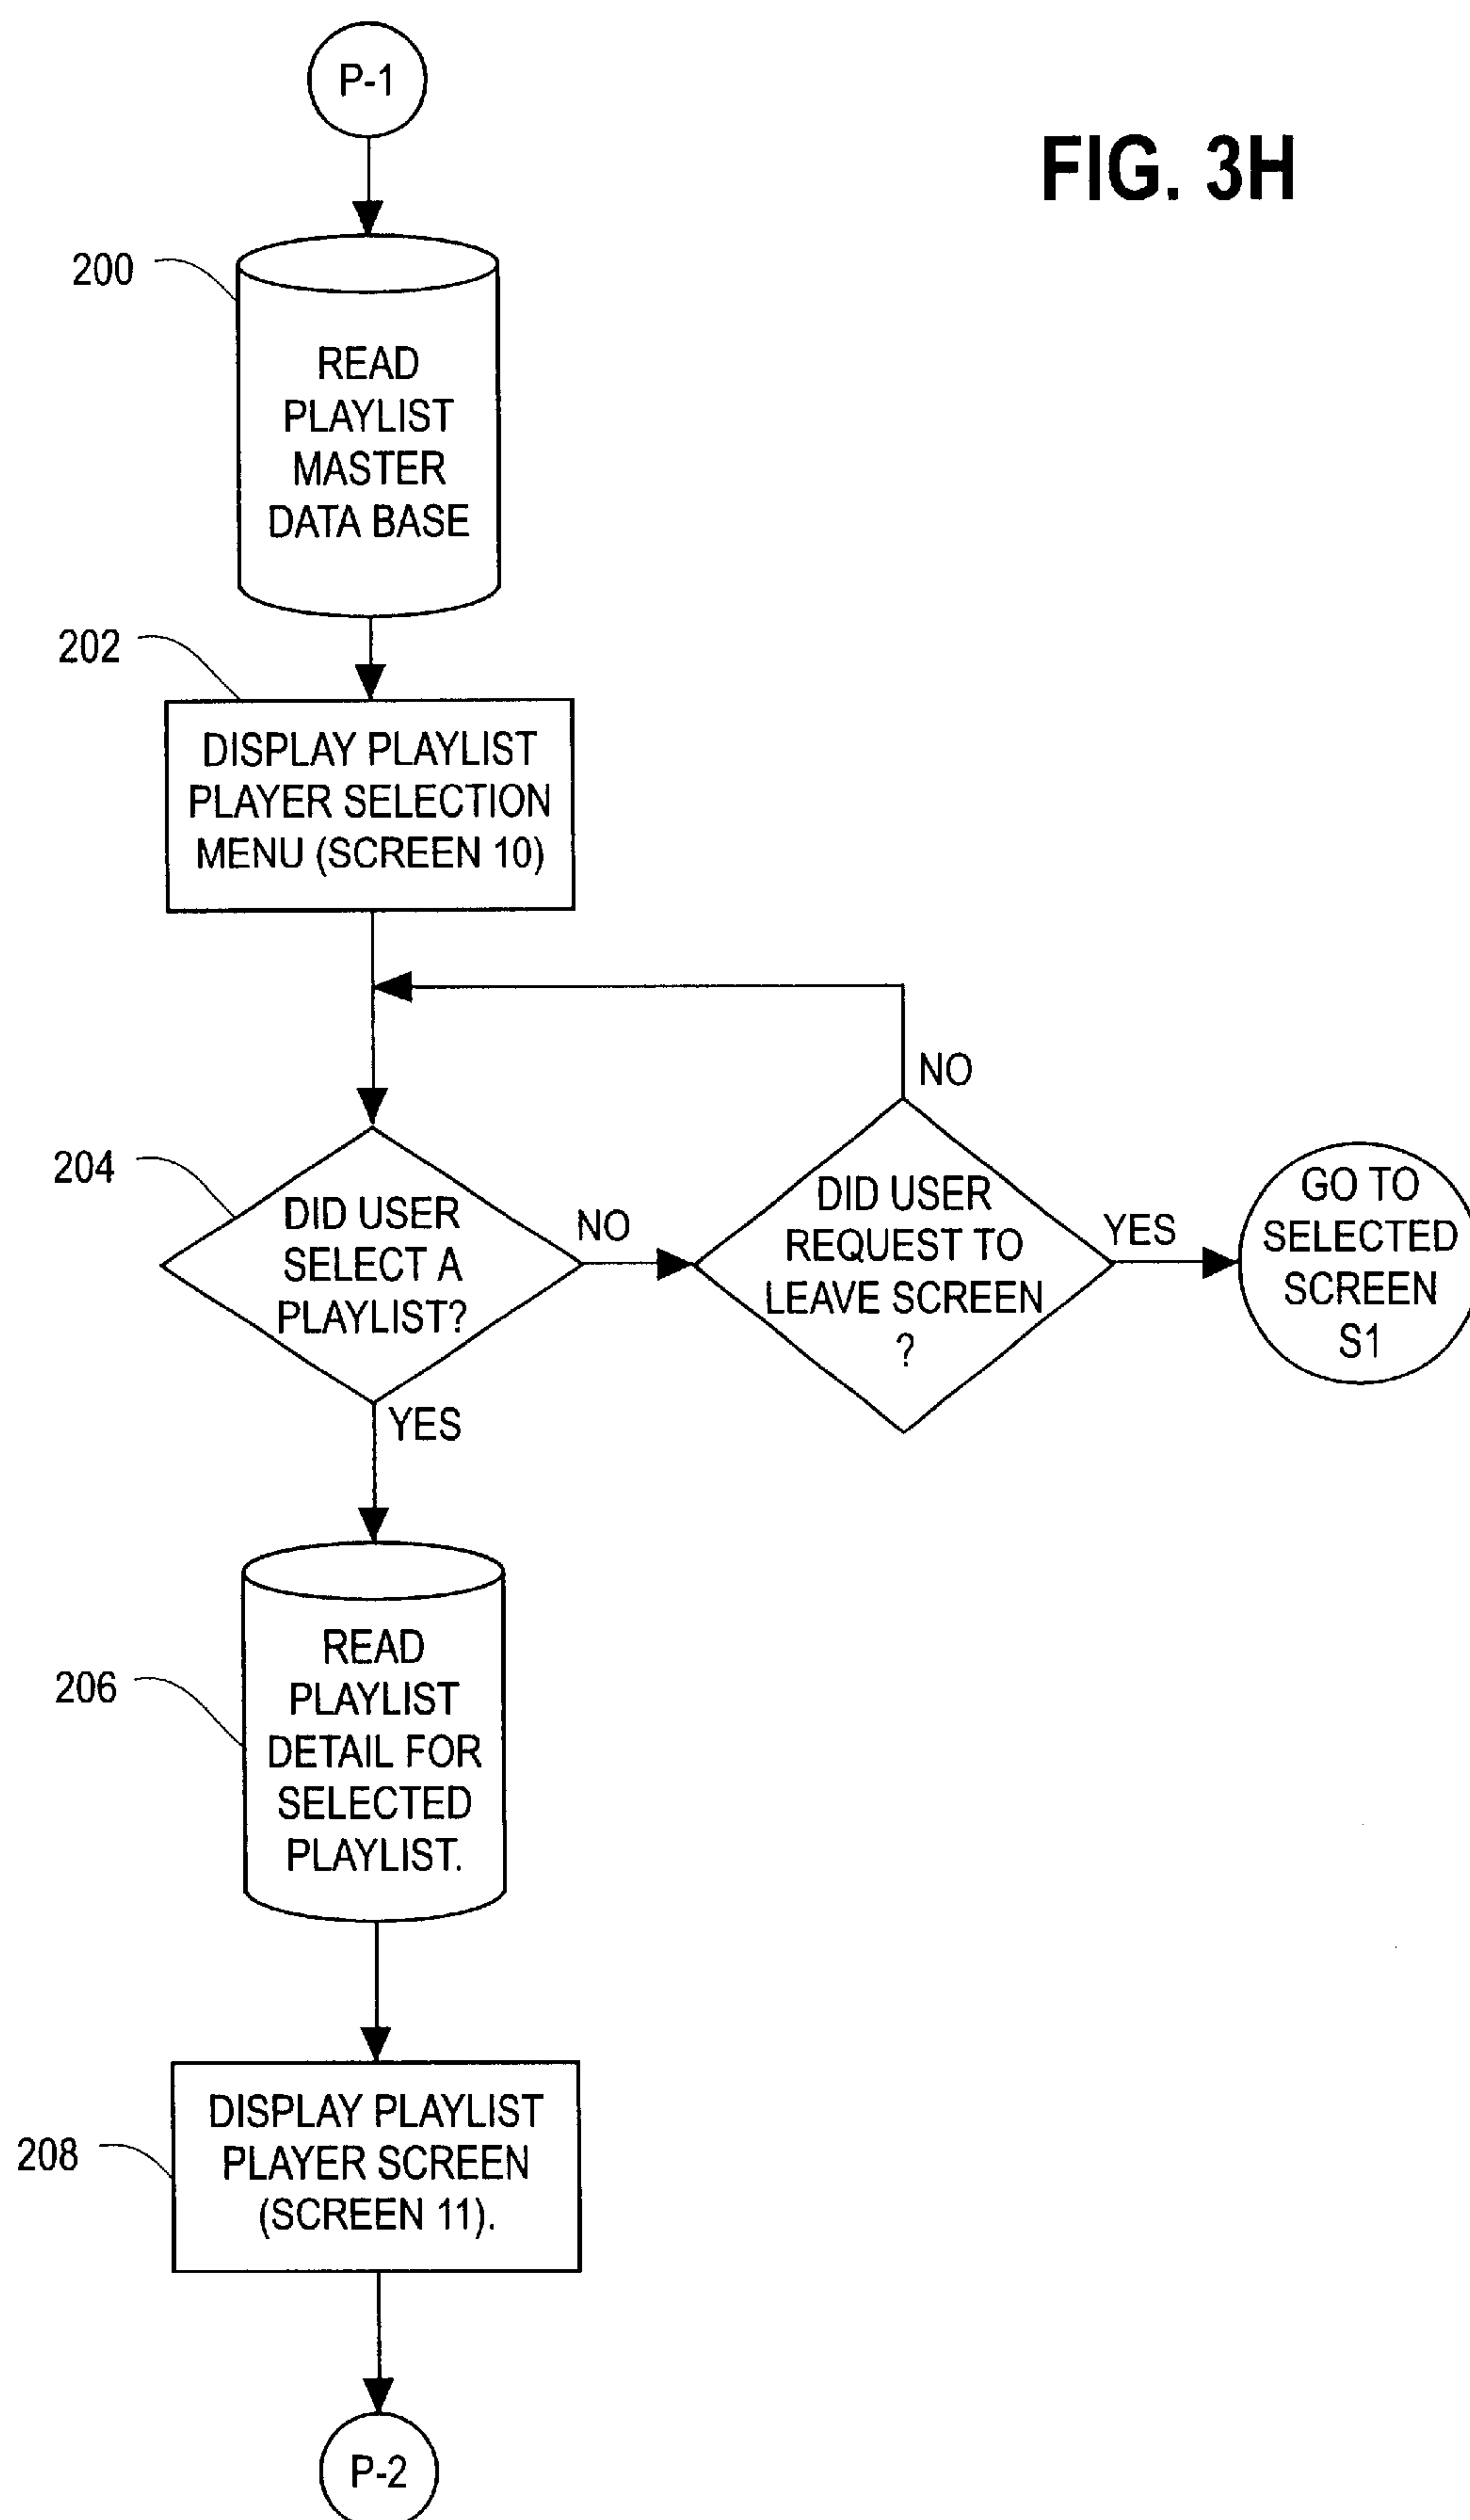 P-1
FIG. 3H
200
READ
PLAYLIST
MASTER
DATA BASE
202
DISPLAY PLAYLIST
PLAYER SELECTION
MENU (SCREEN 10)
NO
204
DID USER
SELECT A
PLAYLIST?
NO
DID USER
REQUEST TO
LEAVE SCREEN
?
YES
GO TO
SELECTED
SCREEN
S1
YES
206
READ
PLAYLIST
DETAIL FOR
SELECTED
PLAYLIST.
208
DISPLAY PLAYLIST
PLAYER SCREEN
(SCREEN 11).
P-2